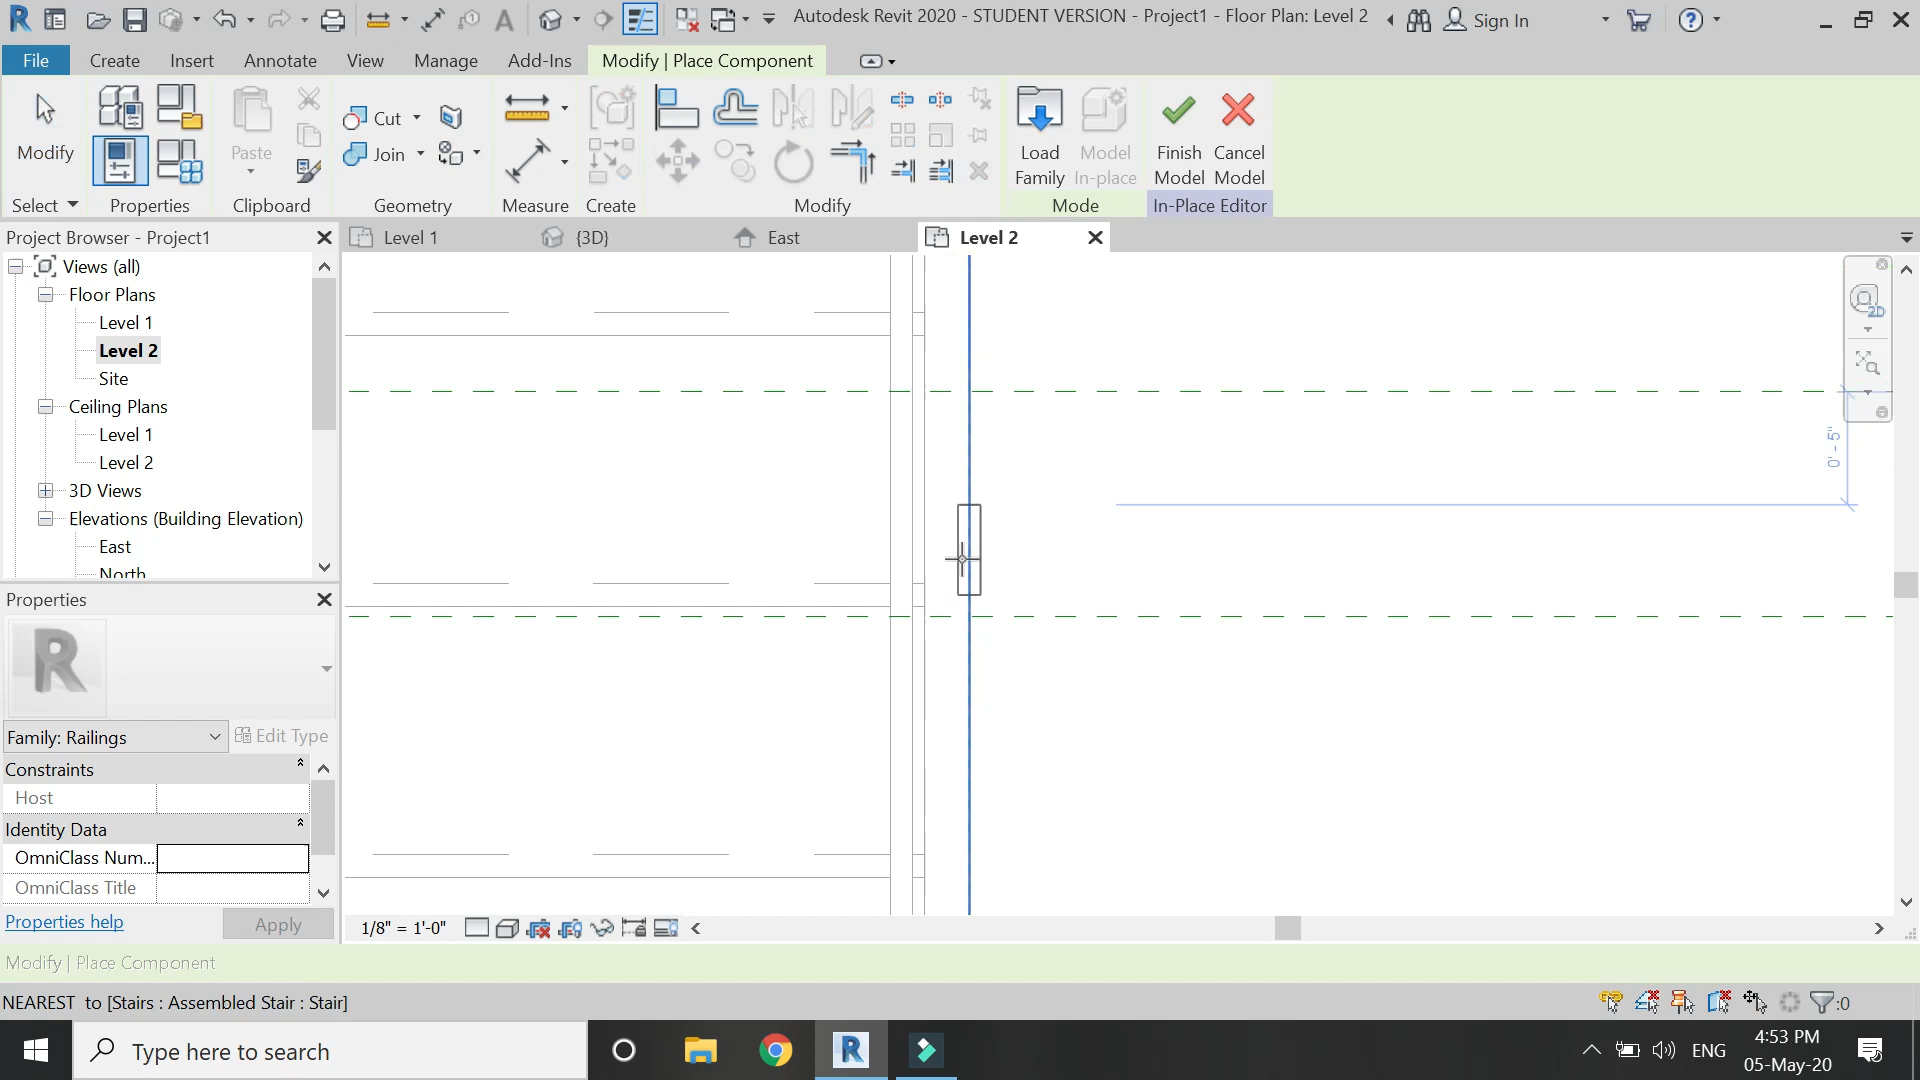 Autodesk Revit 2020 - STUDENT VERSION - Project1 - Floor Plan: Level 2
Sign In
File
Create
Insert
Annotate
View
Manage
Add-Ins
Modify | Place Component
Modify
Paste
Cut
Join
Load Family
Model In-place
Finish Model
Cancel Model
Select
Properties
Clipboard
Geometry
Measure
Create
Modify
Mode
In-Place Editor
Project Browser - Project1
Level 1
{3D}
East
Level 2
Views (all)
Floor Plans
Level 1
Level 2
Site
Ceiling Plans
Level 1
Level 2
3D Views
Elevations (Building Elevation)
East
North
2D
0' - 5"
Properties
Family: Railings
Edit Type
Constraints
Host
Identity Data
OmniClass Num...
OmniClass Title
Properties help
Apply
1/8" = 1'-0"
Modify | Place Component
NEAREST to [Stairs : Assembled Stair : Stair]
:0
Type here to search
ENG
4:53 PM
05-May-20